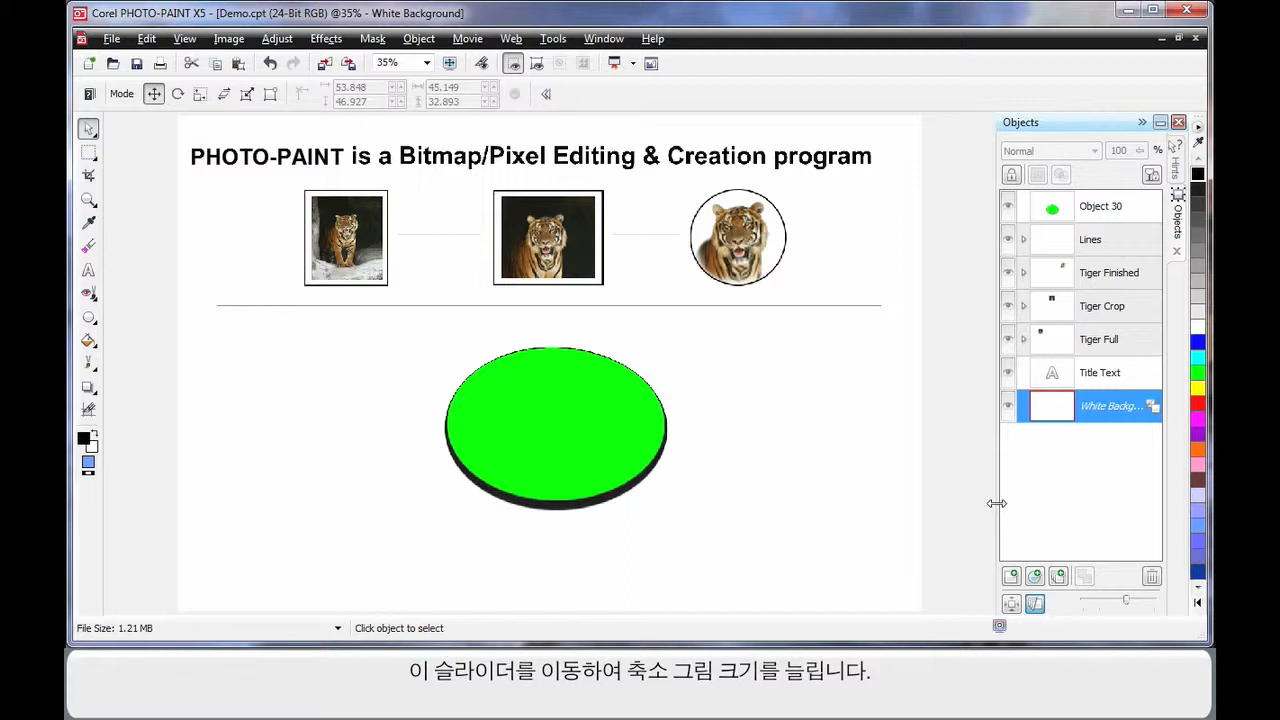 Corel PHOTO-PAINT X5 - [Demo.cpt (24-Bit RGB) @35% - White Background]
File Edit View Image Adjust Effects Mask Object Movie Web Tools Window Help
35%
Mode
53.848
46.927
45.149
32.893
Objects
Normal
100
%
Hints
Objects
PHOTO-PAINT is a Bitmap/Pixel Editing & Creation program
Object 30
Lines
Tiger Finished
Tiger Crop
Tiger Full
Title Text
White Backg...
File Size: 1.21 MB
Click object to select
이 슬라이더를 이동하여 축소 그림 크기를 늘립니다.